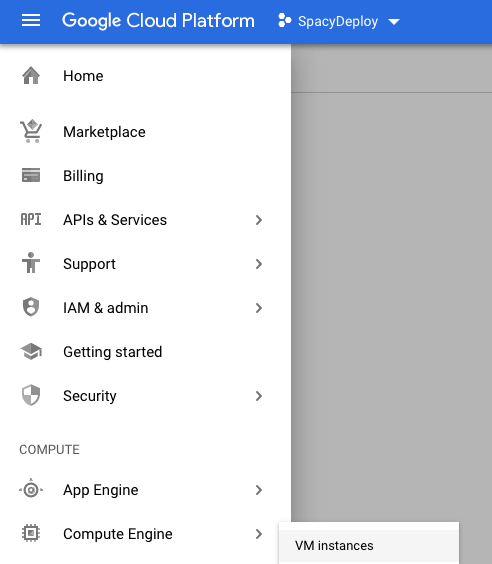 Google Cloud Platform SpacyDeploy
Home
Marketplace
Billing
API APIs & Services
Support
IAM & admin
Getting started
Security
COMPUTE
App Engine
Compute Engine
VM instances